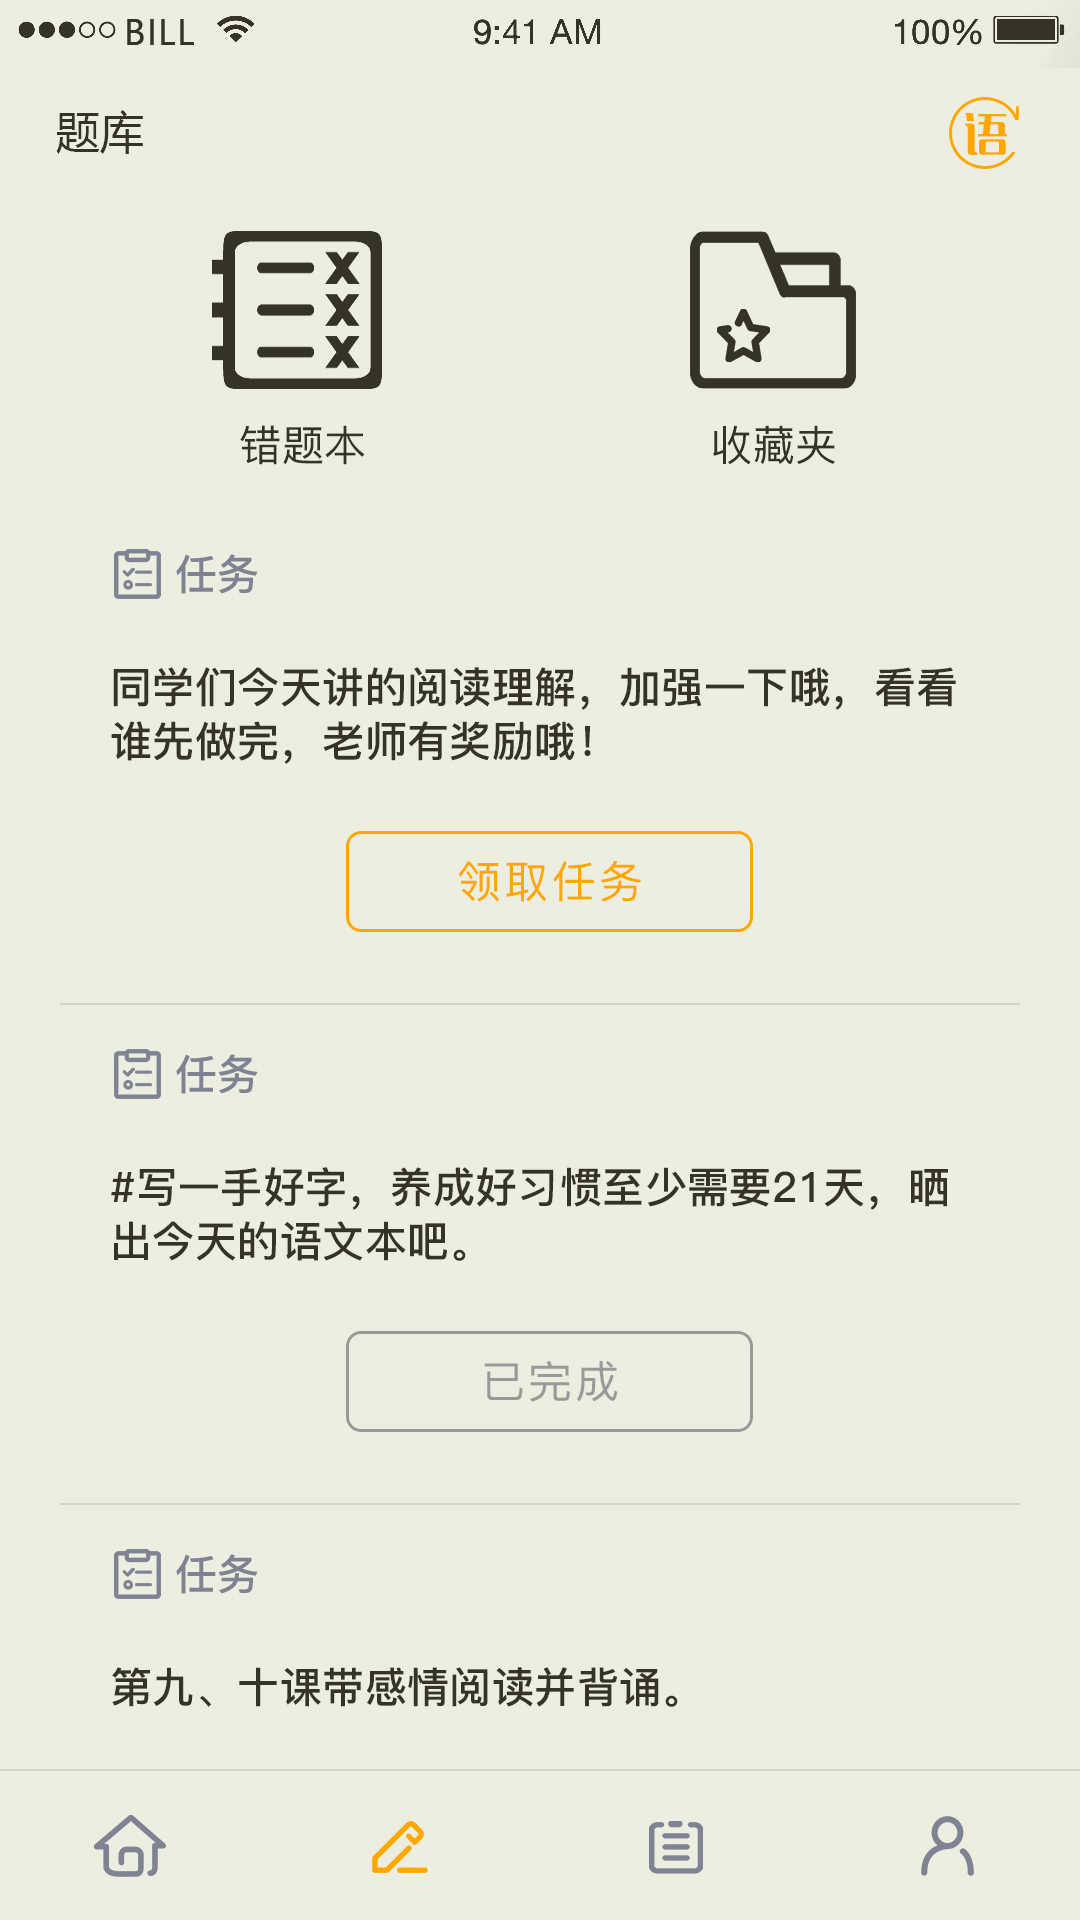 BILL 9:41 AM 100%
题库 语
错题本 收藏夹
任务
同学们今天讲的阅读理解，加强一下哦，看看
谁先做完，老师有奖励哦！
领取任务
任务
#写一手好字，养成好习惯至少需要21天，晒
出今天的语文本吧。
已完成
任务
第九、十课带感情阅读并背诵。